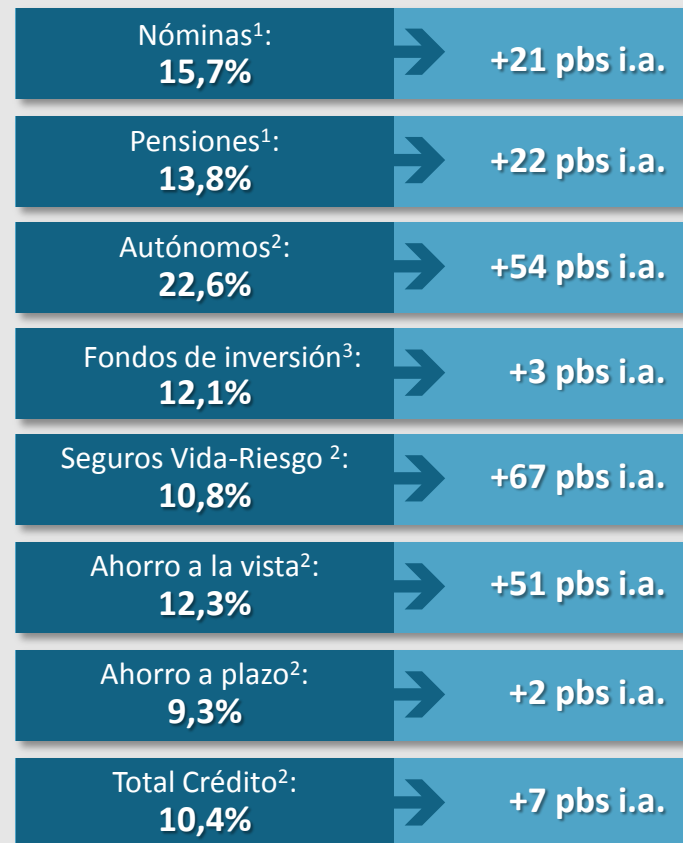 Nóminas¹:
15,7%
+21 pbs i.a.
Pensiones¹:
13,8%
+22 pbs i.a.
Autónomos²:
22,6%
+54 pbs i.a.
Fondos de inversión³:
12,1%
+3 pbs i.a.
Seguros Vida-Riesgo ²:
10,8%
+67 pbs i.a.
Ahorro a la vista²:
12,3%
+51 pbs i.a.
Ahorro a plazo²:
9,3%
+2 pbs i.a.
Total Crédito²:
10,4%
+7 pbs i.a.